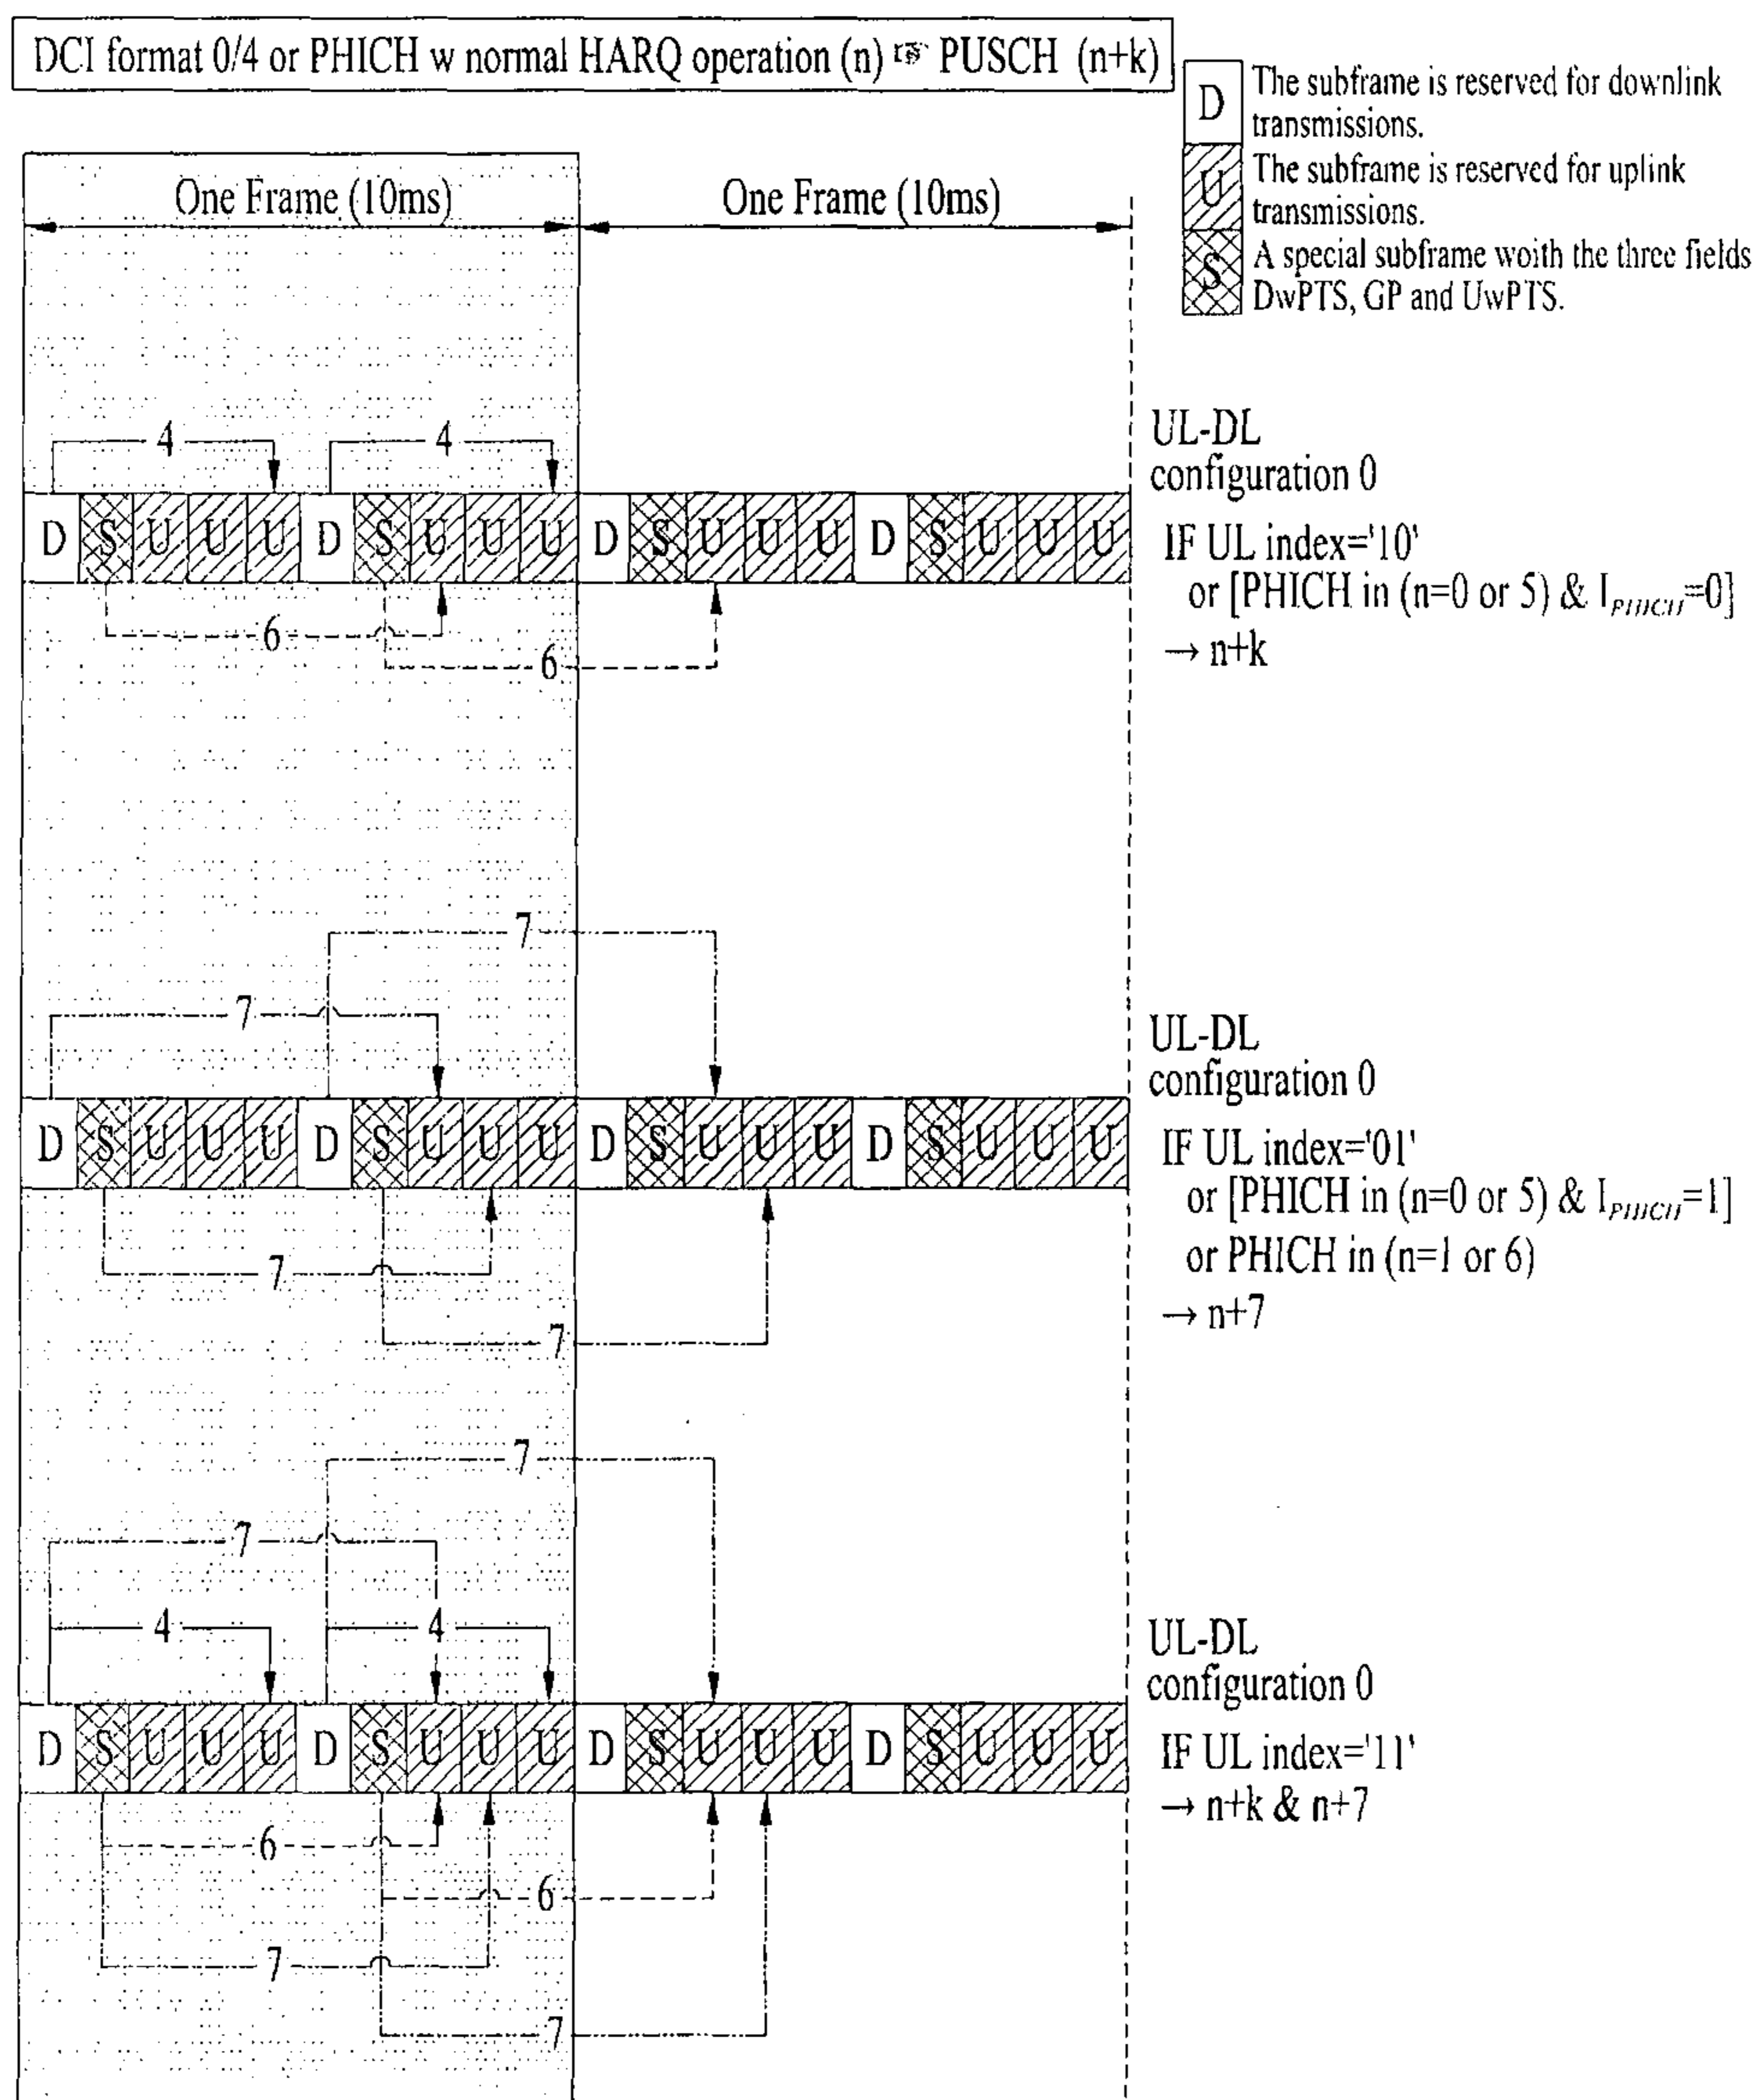 DCI format 0/4 or PHICH w normal HARQ operation (n) ☞ PUSCH (n+k)
D The subframe is reserved for downlink
transmissions.
U The subframe is reserved for uplink
transmissions.
S A special subframe woith the three fields
DwPTS, GP and UwPTS.
One Frame (10ms) One Frame (10ms)
4 4
UL-DL
configuration 0
D S U U U D S U U U D S U U U D S U U U
IF UL index='10'
or [PHICH in (n=0 or 5) & I_PHICH=0]
→ n+k
6
6
7
7
UL-DL
configuration 0
D S U U U D S U U U D S U U U D S U U U
IF UL index='01'
or [PHICH in (n=0 or 5) & I_PHICH=1]
or PHICH in (n=1 or 6)
→ n+7
7
7
7
7
4 4
UL-DL
configuration 0
D S U U U D S U U U D S U U U D S U U U
IF UL index='11'
→ n+k & n+7
6
6
7
7